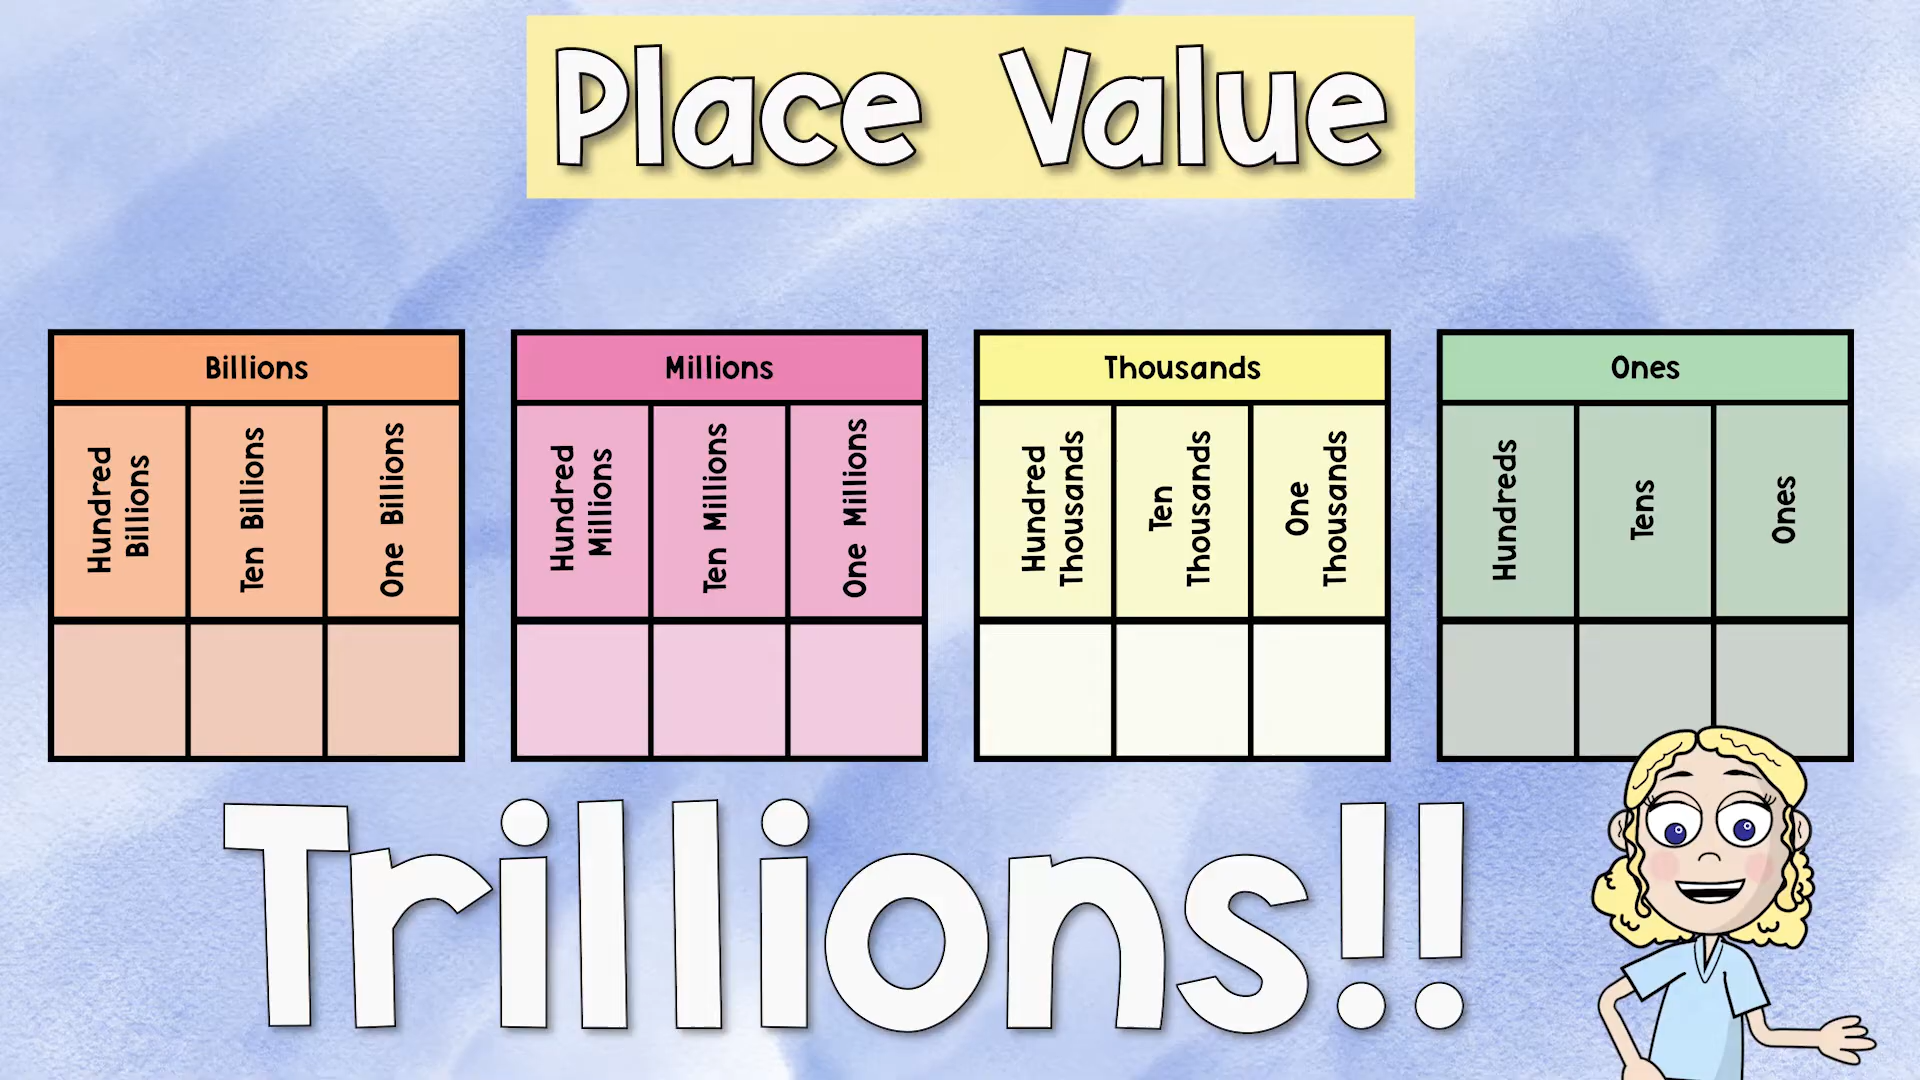 Place Value
Billions
Hundred
Billions
Ten Billions
One Billions
Millions
Hundred
Millions
Ten Millions
One Millions
Thousands
Hundred
Thousands
Ten
Thousands
One
Thousands
Ones
Hundreds
Tens
Ones
Trillions!!